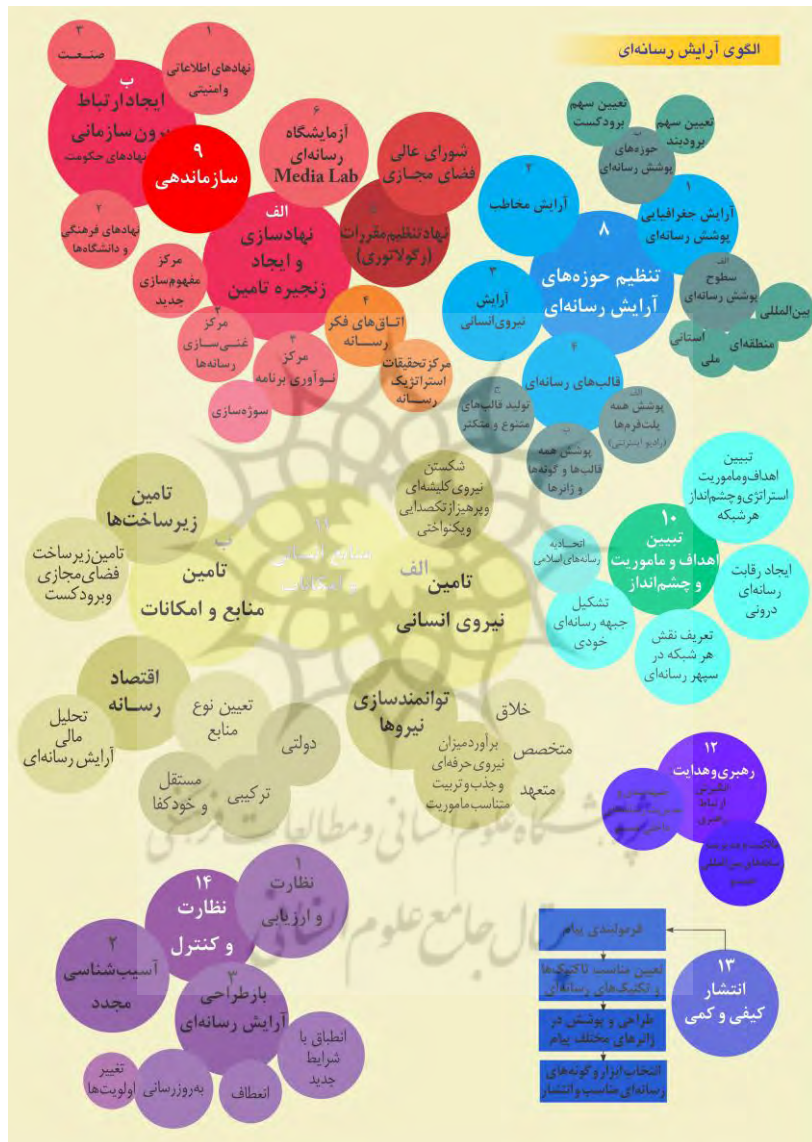 الگوی آرایش رسانه‌ای
تعیین سهم
برودکست
تعیین سهم
برودبند
ب
حوزه‌های
پوشش رسانه‌ای
۱
آرایش جغرافیایی
پوشش رسانه‌ای
الف
سطوح
پوشش رسانه‌ای
بین‌المللی
منطقه‌ای
ملی
استانی
۲
آرایش مخاطب
۸
تنظیم حوزه‌های
آرایش رسانه‌ای
۳
آرایش
نیروی انسانی
۴
قالب‌های رسانه‌ای
الف
پوشش همه
پلت‌فرم‌ها
(رادیو اینترنتی)
ب
پوشش همه
قالب‌ها و گونه‌ها
و ژانرها
ج
تولید قالب‌های
متنوع و متکثر
۹
سازماندهی
ب
ایجاد ارتباط
برون سازمانی
نهادهای حکومت
۱
نهادهای اطلاعاتی
و امنیتی
۳
صنعت
۲
نهادهای فرهنگی
و دانشگاه‌ها
الف
نهادسازی
و ایجاد
زنجیره تامین
۶
آزمایشگاه
رسانه‌ای
Media Lab
شورای عالی
فضای مجازی
نهاد تنظیم مقررات
(رگولاتوری)
۴
اتاق‌های فکر
رسانه
مرکز تحقیقات
استراتژیک
رسانه
۳
مرکز
نوآوری برنامه
۲
مرکز
غنی‌سازی
رسانه‌ها
سوژه‌سازی
مرکز
مفهوم‌سازی
جدید
۱۰
تبیین
اهداف و ماموریت
و چشم‌انداز
تبیین
اهداف و ماموریت
استراتژی و چشم‌انداز
هر شبکه
ایجاد رقابت
رسانه‌ای
درونی
تعریف نقش
هر شبکه در
سپهر رسانه‌ای
تشکیل
جبهه رسانه‌ای
خودی
اتحادیه
رسانه‌های اسلامی
۱۱
منابع انسانی
و امکانات
الف
تامین
نیروی انسانی
شکستن
نیروی کلیشه‌ای
و پرهیز از تکصدایی
و یکنواختی
توانمندسازی
نیروها
برآورد میزان
نیروی حرفه‌ای
و جذب و تربیت
متناسب ماموریت
خلاق
متخصص
متعهد
ب
تامین
منابع و امکانات
تامین
زیرساخت‌ها
تامین زیرساخت
فضای مجازی
و برودکست
اقتصاد
رسانه
تحلیل
مالی
آرایش رسانه‌ای
تعیین نوع
منابع
دولتی
ترکیبی
مستقل
و خودکفا
۱۲
رهبری و هدایت
ارتباط
رهبری
۱۳
انتشار
کیفی و کمی
فرمولبندی پیام
تعیین مناسب تاکتیک‌ها
و تکنیک‌های رسانه‌ای
طراحی و پوشش در
ژانرهای مختلف پیام
انتخاب ابزار و گونه‌های
رسانه‌ای مناسب و انتشار
۱۴
نظارت
و کنترل
۱
نظارت
و ارزیابی
۲
آسیب‌شناسی
مجدد
۳
بازطراحی
آرایش رسانه‌ای
انطباق با
شرایط
جدید
انعطاف
به‌روزرسانی
تغییر
اولویت‌ها
پژوهشگاه علوم انسانی و مطالعات فرهنگی
پرتال جامع علوم انسانی